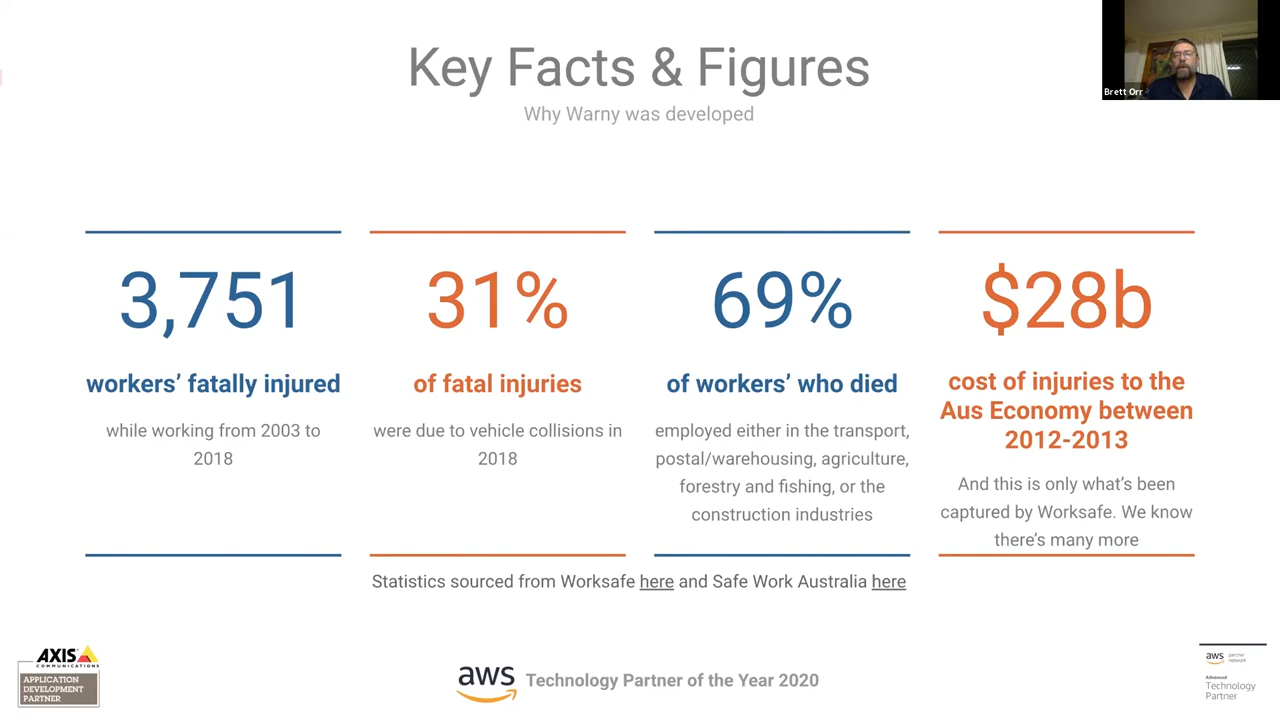 Key Facts & Figures
Why Warny was developed
Brett Orr
3,751
workers’ fatally injured
while working from 2003 to
2018
31%
of fatal injuries
were due to vehicle collisions in
2018
69%
of workers’ who died
employed either in the transport,
postal/warehousing, agriculture,
forestry and fishing, or the
construction industries
$28b
cost of injuries to the
Aus Economy between
2012-2013
And this is only what’s been
captured by Worksafe. We know
there’s many more
Statistics sourced from Worksafe here and Safe Work Australia here
AXIS
COMMUNICATIONS
APPLICATION
DEVELOPMENT
PARTNER
aws Technology Partner of the Year 2020
aws partner
network
Advanced
Technology
Partner